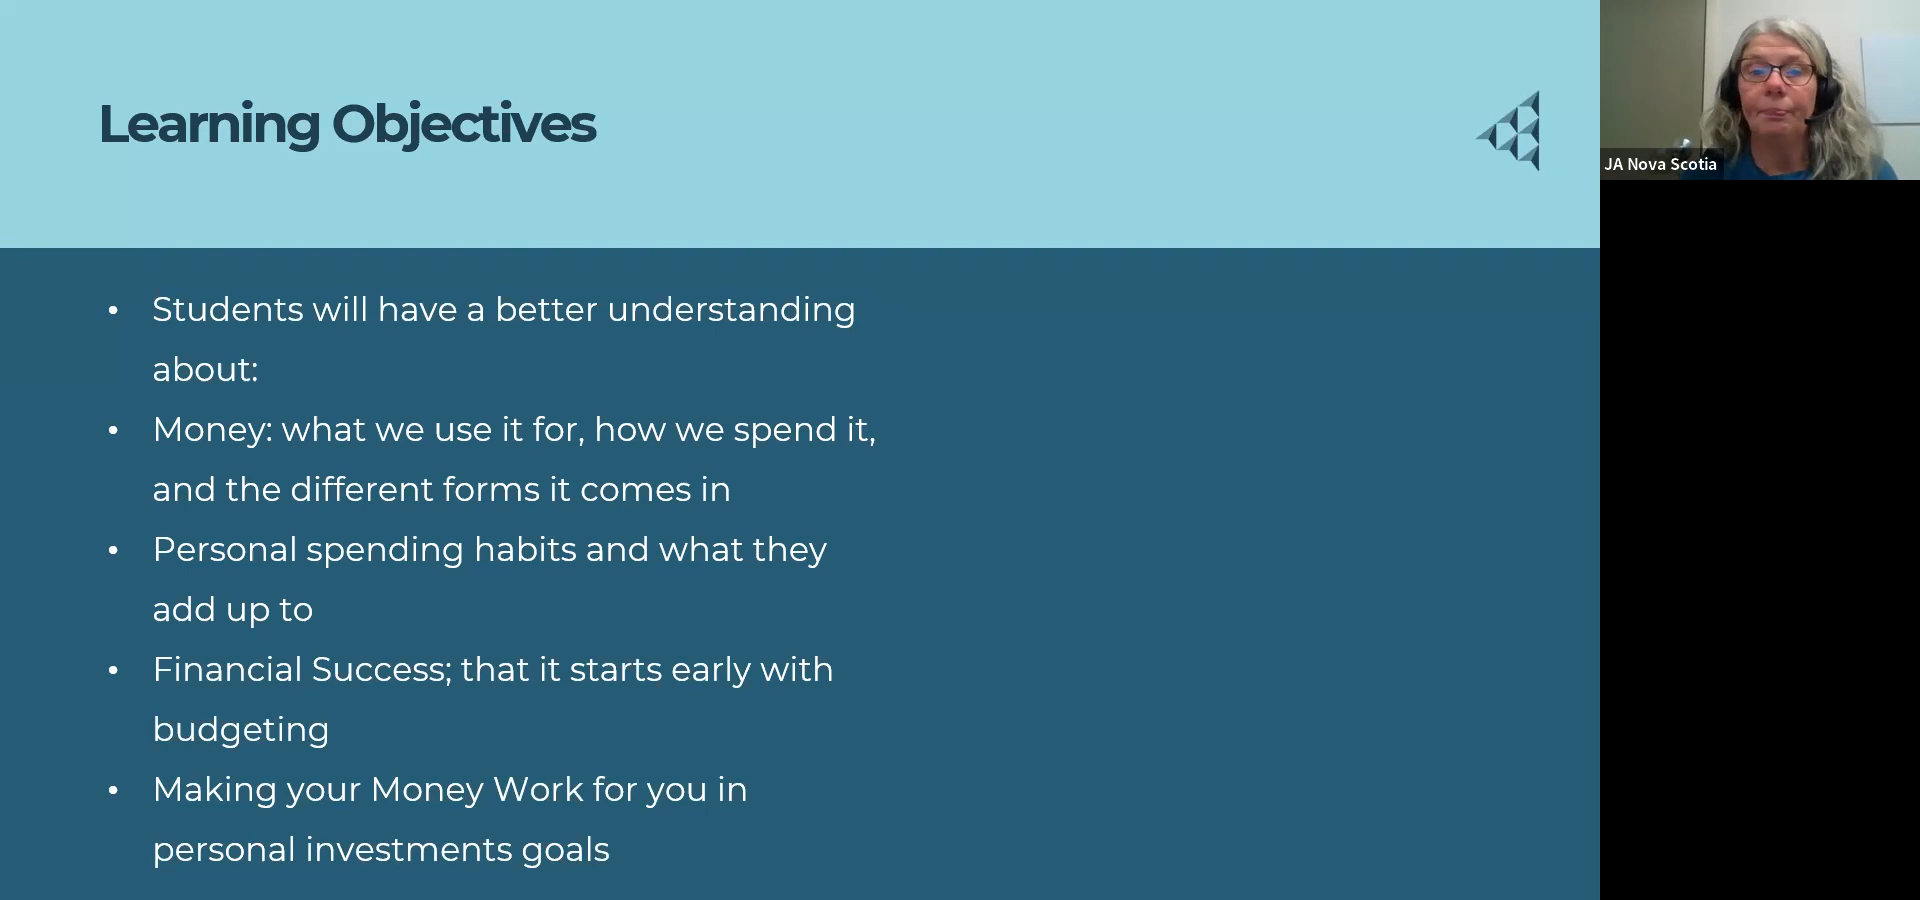 Learning Objectives
JA Nova Scotia
• Students will have a better understanding
about:
• Money: what we use it for, how we spend it,
and the different forms it comes in
• Personal spending habits and what they
add up to
• Financial Success; that it starts early with
budgeting
• Making your Money Work for you in
personal investments goals